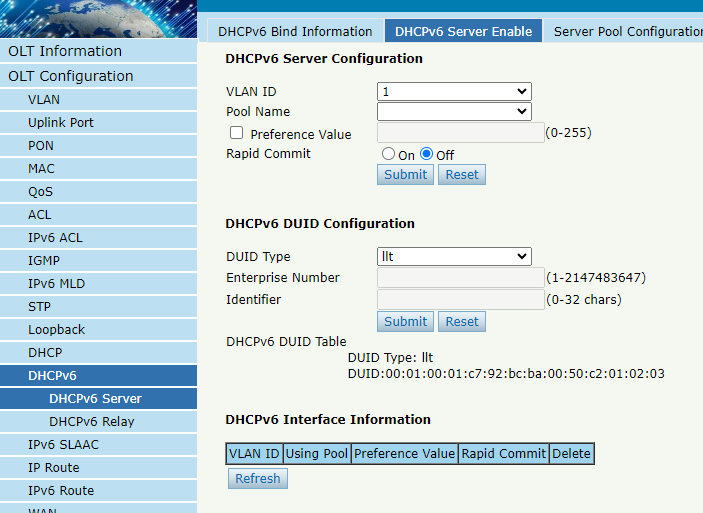 DHCPv6 Bind Information
DHCPv6 Server Enable
Server Pool Configuration
OLT Information
OLT Configuration
VLAN
Uplink Port
PON
MAC
QoS
ACL
IPv6 ACL
IGMP
IPv6 MLD
STP
Loopback
DHCP
DHCPv6
DHCPv6 Server
DHCPv6 Relay
IPv6 SLAAC
IP Route
IPv6 Route
WAN
DHCPv6 Server Configuration
VLAN ID 1
Pool Name
Preference Value (0-255)
Rapid Commit On Off
Submit Reset
DHCPv6 DUID Configuration
DUID Type llt
Enterprise Number (1-2147483647)
Identifier (0-32 chars)
Submit Reset
DHCPv6 DUID Table
DUID Type: llt
DUID:00:01:00:01:c7:92:bc:ba:00:50:c2:01:02:03
DHCPv6 Interface Information
VLAN ID Using Pool Preference Value Rapid Commit Delete
Refresh